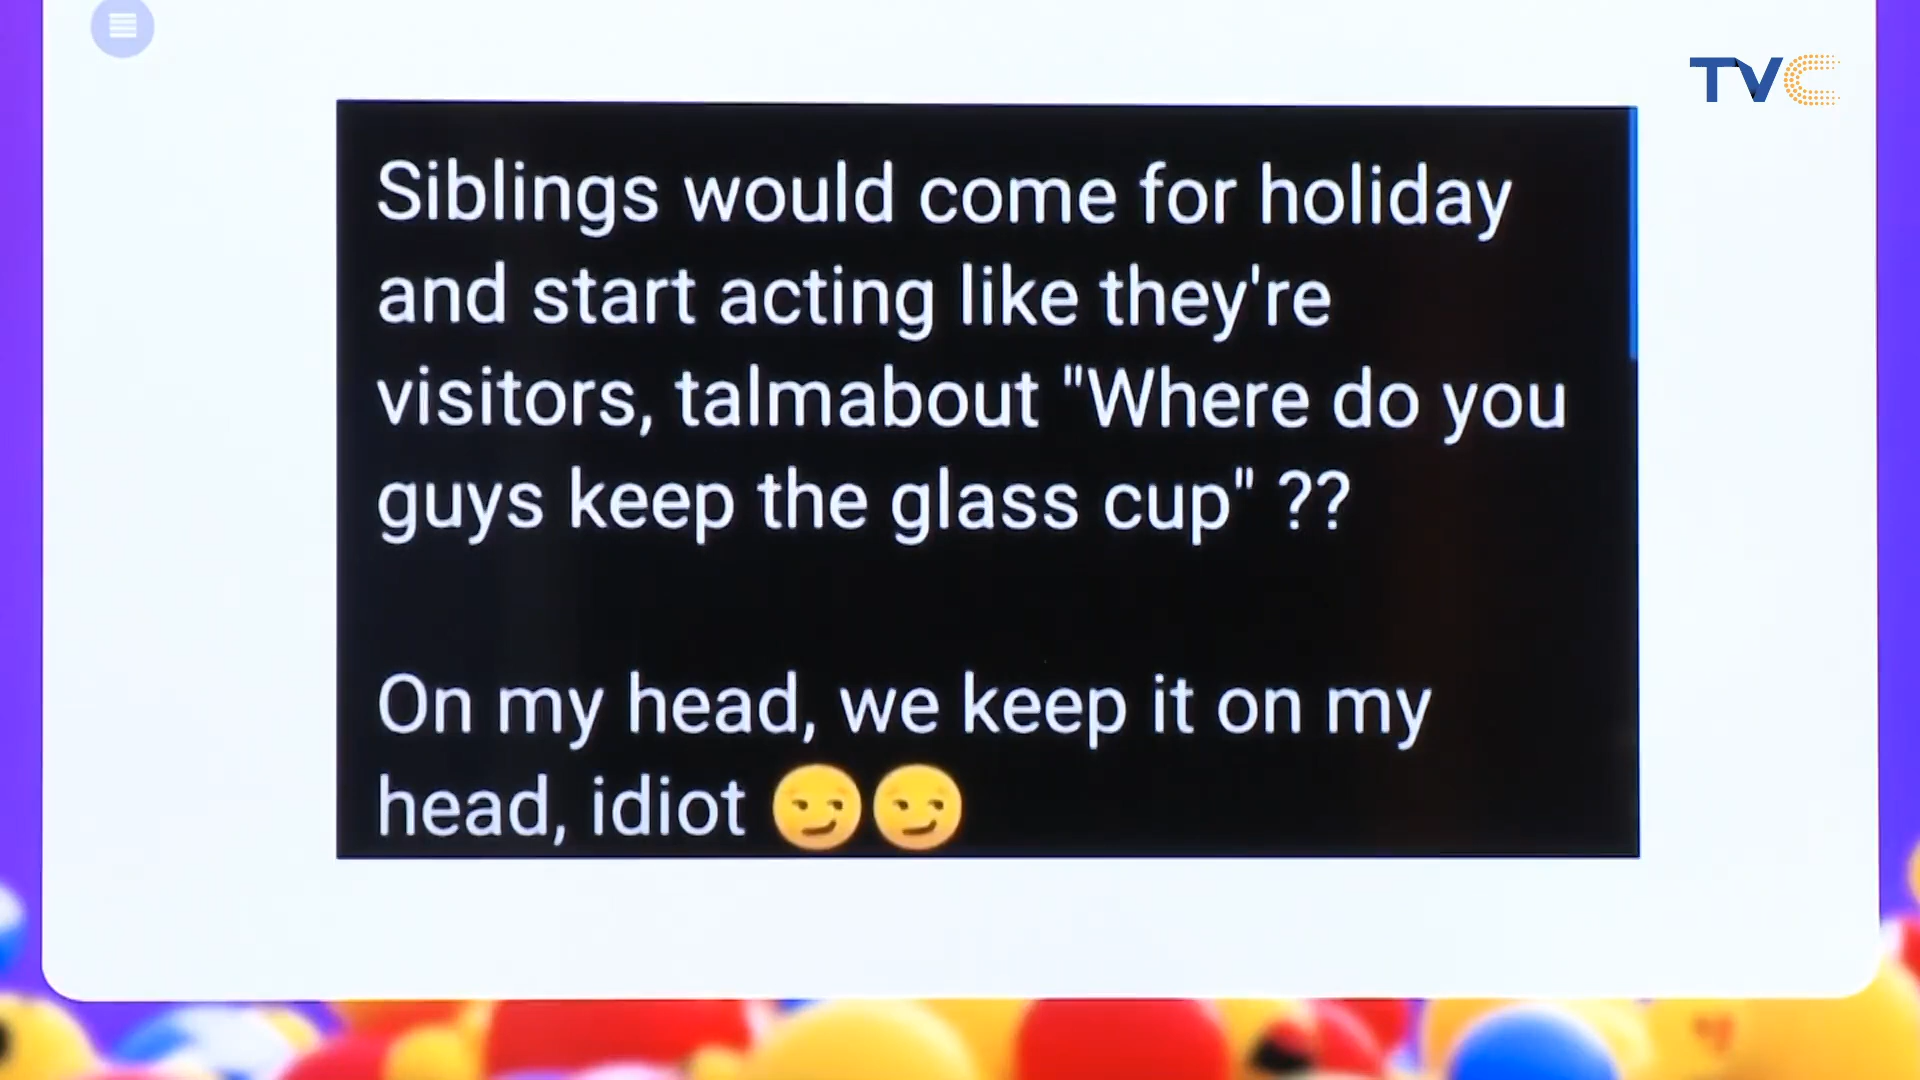 TVC
Siblings would come for holiday
and start acting like they're
visitors, talmabout "Where do you
guys keep the glass cup" ??
On my head, we keep it on my
head, idiot 😏😏